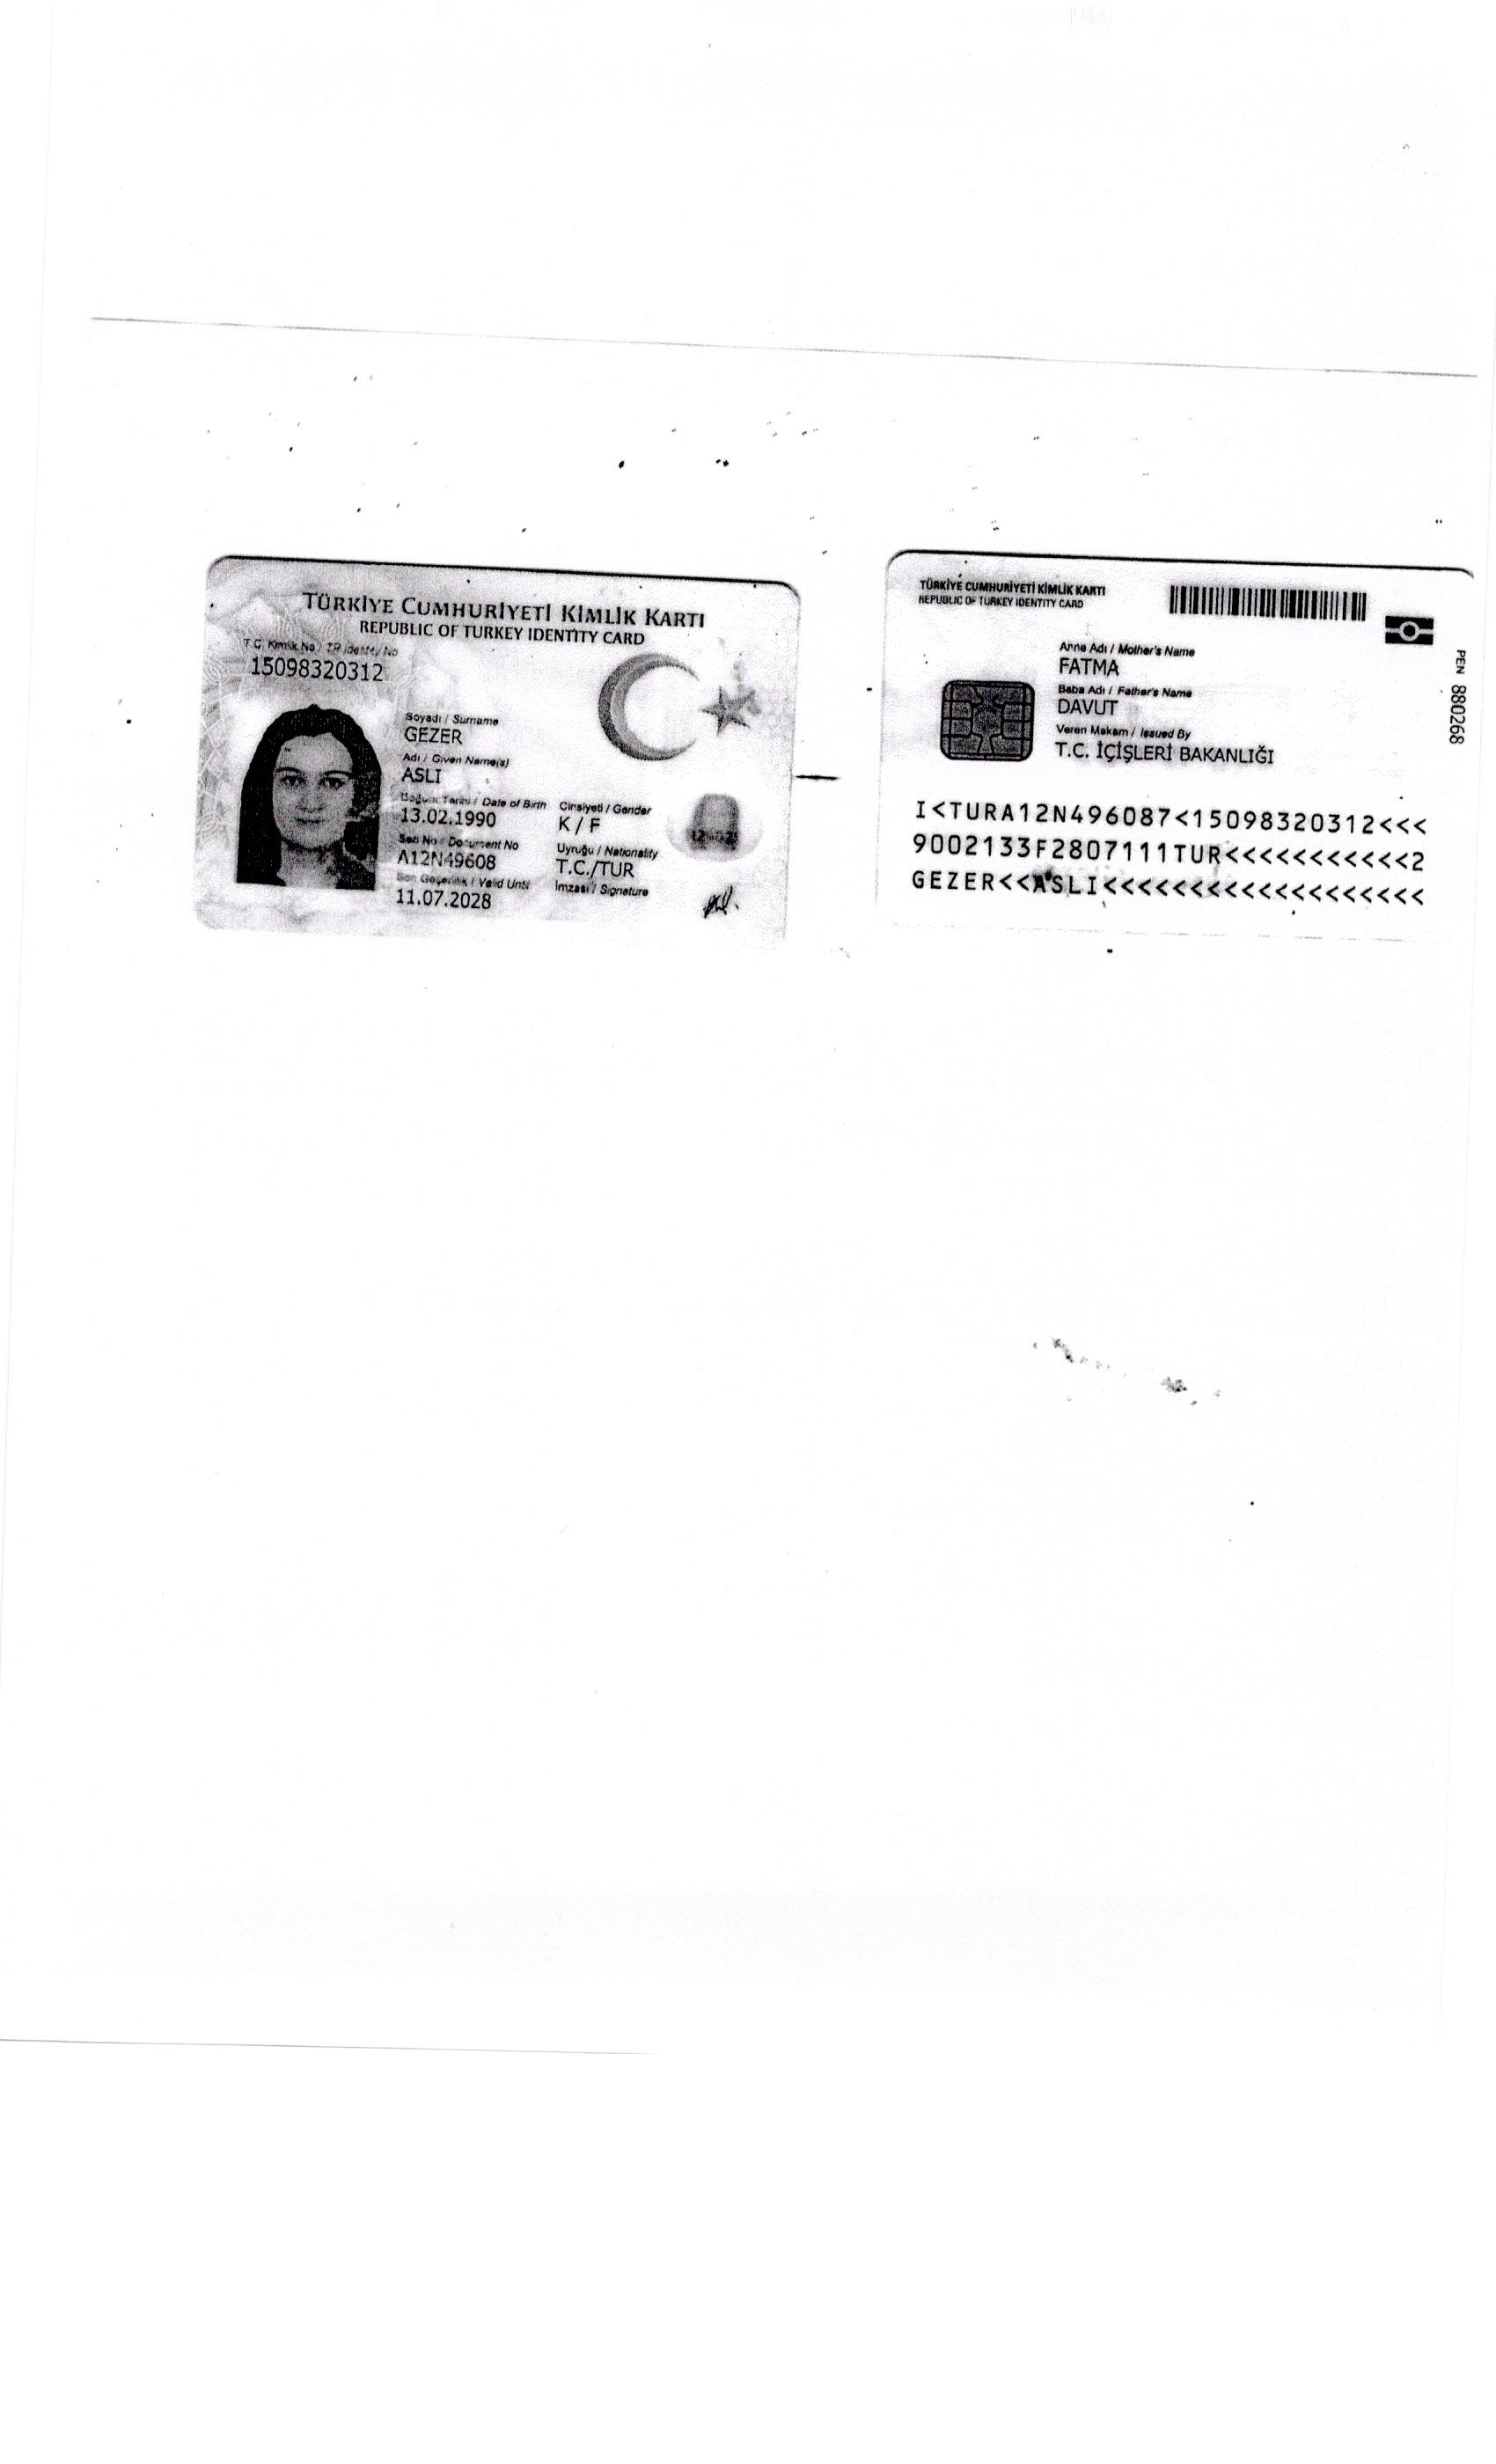 TÜRKİYE CUMHURİYETİ KİMLİK KARTI
REPUBLIC OF TURKEY IDENTITY CARD
T.C. Kimlik No / TR Identity No
15098320312
Soyadı / Surname
GEZER
Adı / Given Name(s)
ASLI
Doğum Tarihi / Date of Birth
13.02.1990
Cinsiyeti / Gender
K / F
Seri No / Document No
A12N49608
Uyruğu / Nationality
T.C./TUR
Son Geçerlilik / Valid Until
11.07.2028
İmzası / Signature
TÜRKİYE CUMHURİYETİ KİMLİK KARTI
REPUBLIC OF TURKEY IDENTITY CARD
Anne Adı / Mother's Name
FATMA
Baba Adı / Father's Name
DAVUT
Veren Makam / Issued By
T.C. İÇİŞLERİ BAKANLIĞI
PEN 880268
I<TURA12N496087<15098320312<<<
9002133F2807111TUR<<<<<<<<<<<2
GEZER<<ASLI<<<<<<<<<<<<<<<<<<<